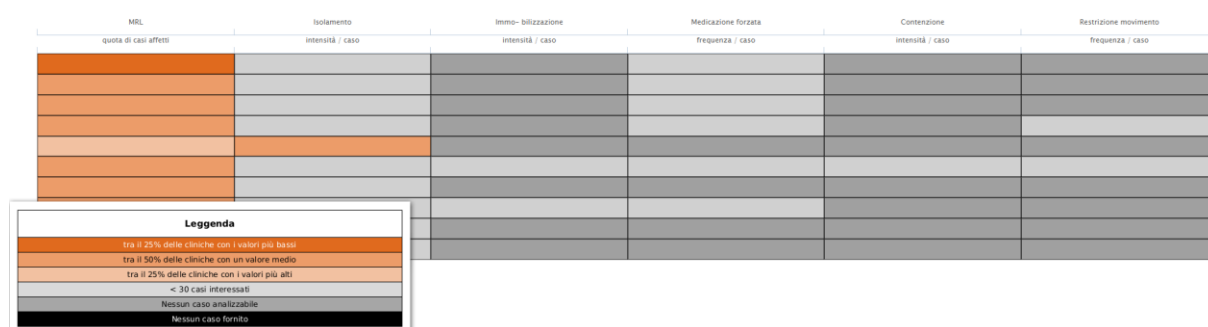 MRL Isolamento Immo- bilizzazione Medicazione forzata Contenzione Restrizione movimento
quota di casi affetti intensità / caso intensità / caso frequenza / caso intensità / caso frequenza / caso
Leggenda
tra il 25% delle cliniche con i valori più bassi
tra il 50% delle cliniche con un valore medio
tra il 25% delle cliniche con i valori più alti
< 30 casi interessati
Nessun caso analizzabile
Nessun caso fornito